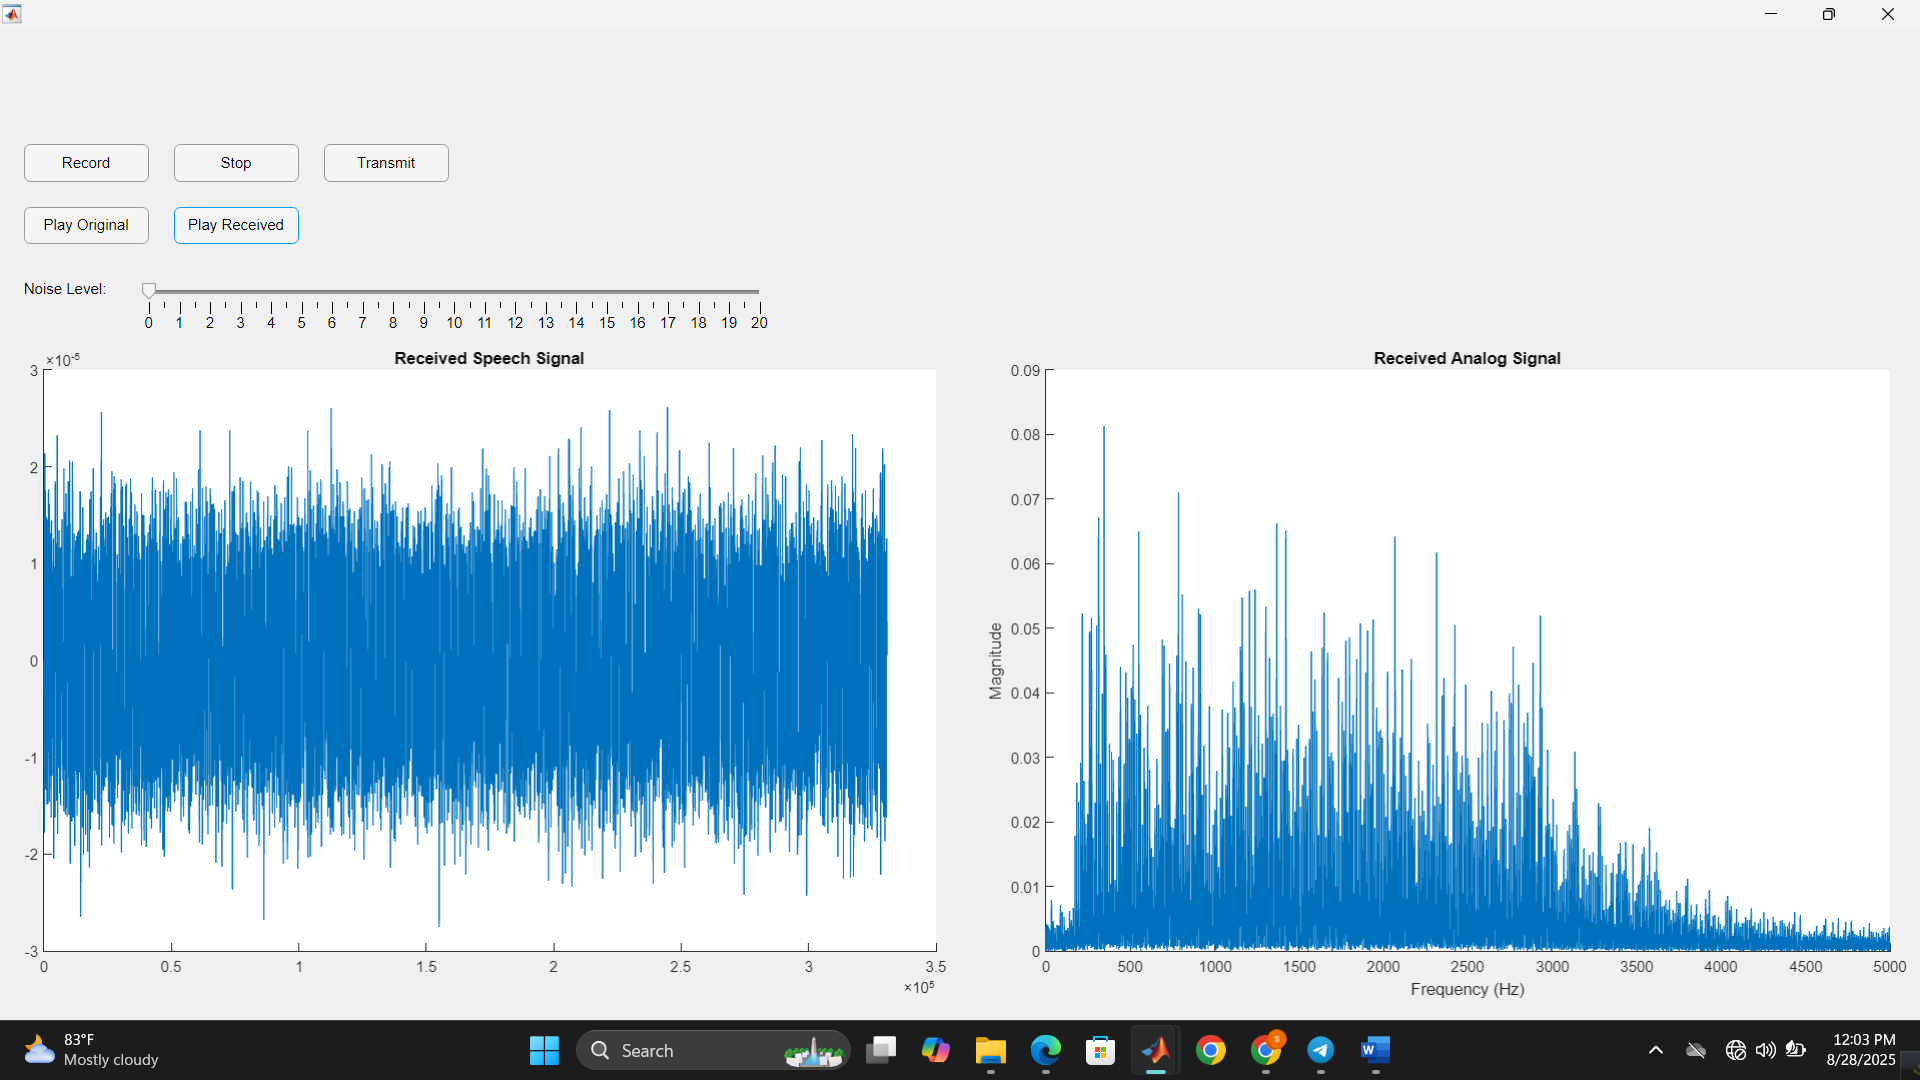 Record Stop Transmit
Play Original Play Received
Noise Level:
0 1 2 3 4 5 6 7 8 9 10 11 12 13 14 15 16 17 18 19 20
Received Speech Signal
×10-5
3
2
1
0
-1
-2
-3
0 0.5 1 1.5 2 2.5 3 3.5
×105
Received Analog Signal
0.09
0.08
0.07
0.06
0.05
0.04
0.03
0.02
0.01
0
Magnitude
0 500 1000 1500 2000 2500 3000 3500 4000 4500 5000
Frequency (Hz)
83°F
Mostly cloudy
Search
12:03 PM
8/28/2025